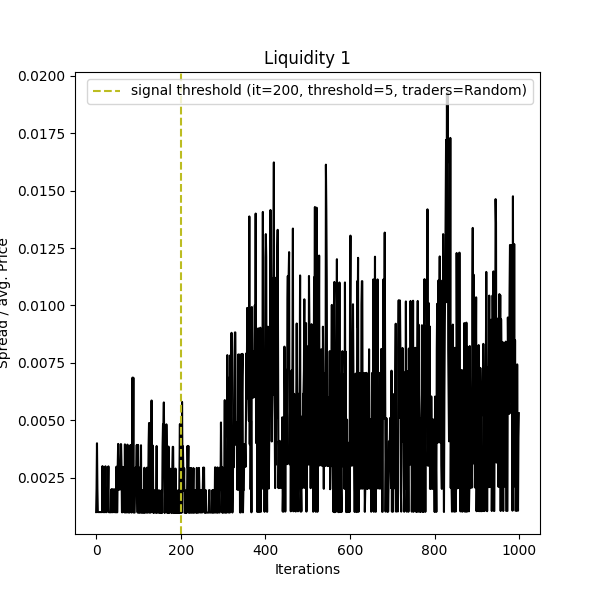 Liquidity 1
signal threshold (it=200, threshold=5, traders=Random)
0.0200
0.0175
0.0150
0.0125
0.0100
0.0075
0.0050
0.0025
Spread / avg. Price
0 200 400 600 800 1000
Iterations